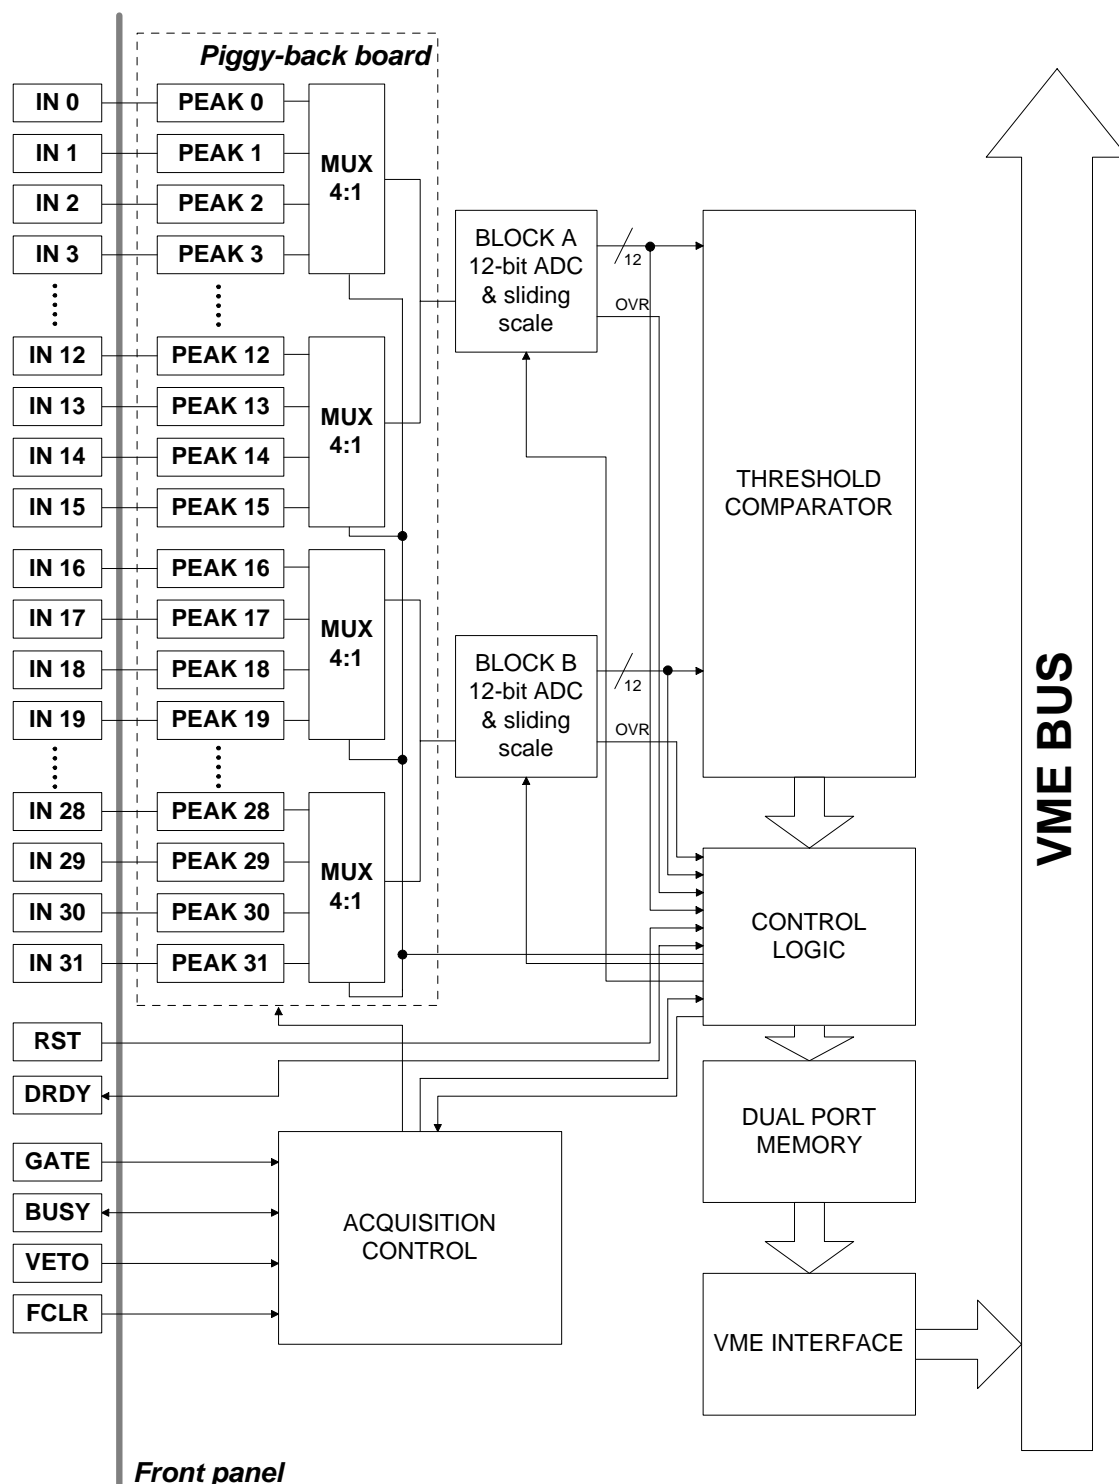 Piggy-back board
IN 0
PEAK 0
IN 1
PEAK 1
IN 2
PEAK 2
IN 3
PEAK 3
MUX
4:1
IN 12
PEAK 12
IN 13
PEAK 13
IN 14
PEAK 14
IN 15
PEAK 15
MUX
4:1
IN 16
PEAK 16
IN 17
PEAK 17
IN 18
PEAK 18
IN 19
PEAK 19
MUX
4:1
IN 28
PEAK 28
IN 29
PEAK 29
IN 30
PEAK 30
IN 31
PEAK 31
MUX
4:1
BLOCK A
12-bit ADC
& sliding
scale
12
OVR
BLOCK B
12-bit ADC
& sliding
scale
12
OVR
THRESHOLD
COMPARATOR
CONTROL
LOGIC
DUAL PORT
MEMORY
VME INTERFACE
VME BUS
RST
DRDY
GATE
BUSY
VETO
FCLR
ACQUISITION
CONTROL
Front panel